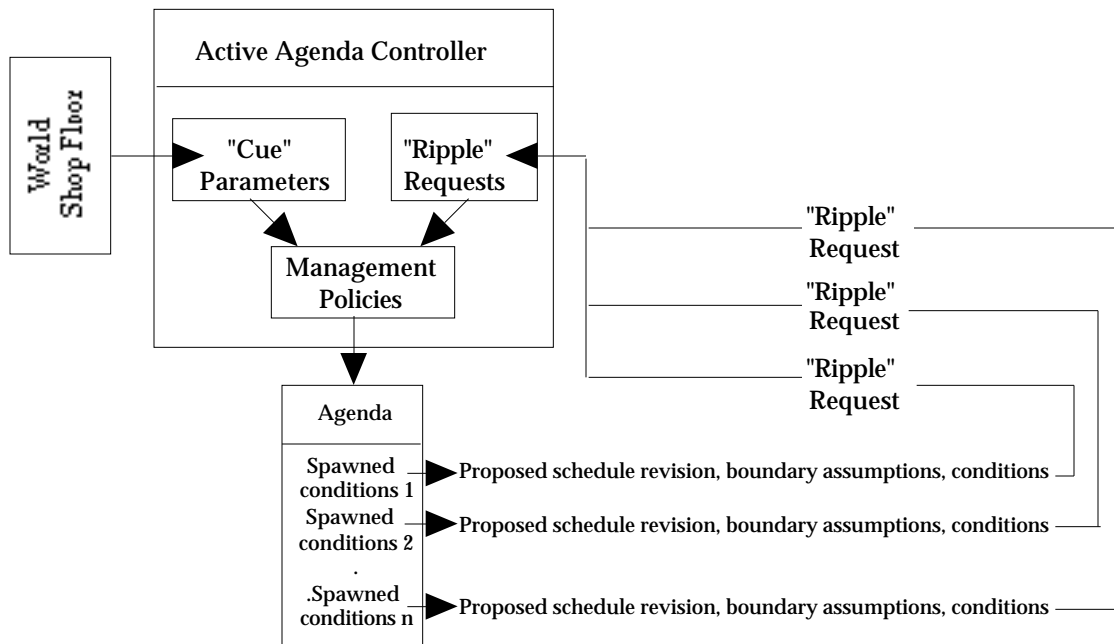 Active Agenda Controller
World
Shop Floor
"Cue"
Parameters
"Ripple"
Requests
Management
Policies
"Ripple"
Request
"Ripple"
Request
"Ripple"
Request
Agenda
Spawned
conditions 1
Proposed schedule revision, boundary assumptions, conditions
Spawned
conditions 2
Proposed schedule revision, boundary assumptions, conditions
.
.Spawned
conditions n
Proposed schedule revision, boundary assumptions, conditions